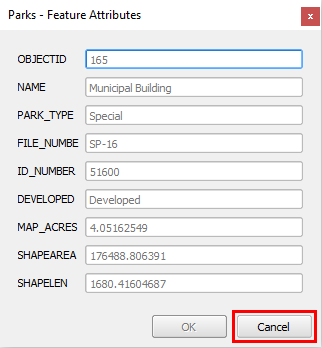 Parks - Feature Attributes x
OBJECTID 165
NAME Municipal Building
PARK_TYPE Special
FILE_NUMBE SP-16
ID_NUMBER 51600
DEVELOPED Developed
MAP_ACRES 4.05162549
SHAPEAREA 176488.806391
SHAPELEN 1680.41604687
OK Cancel